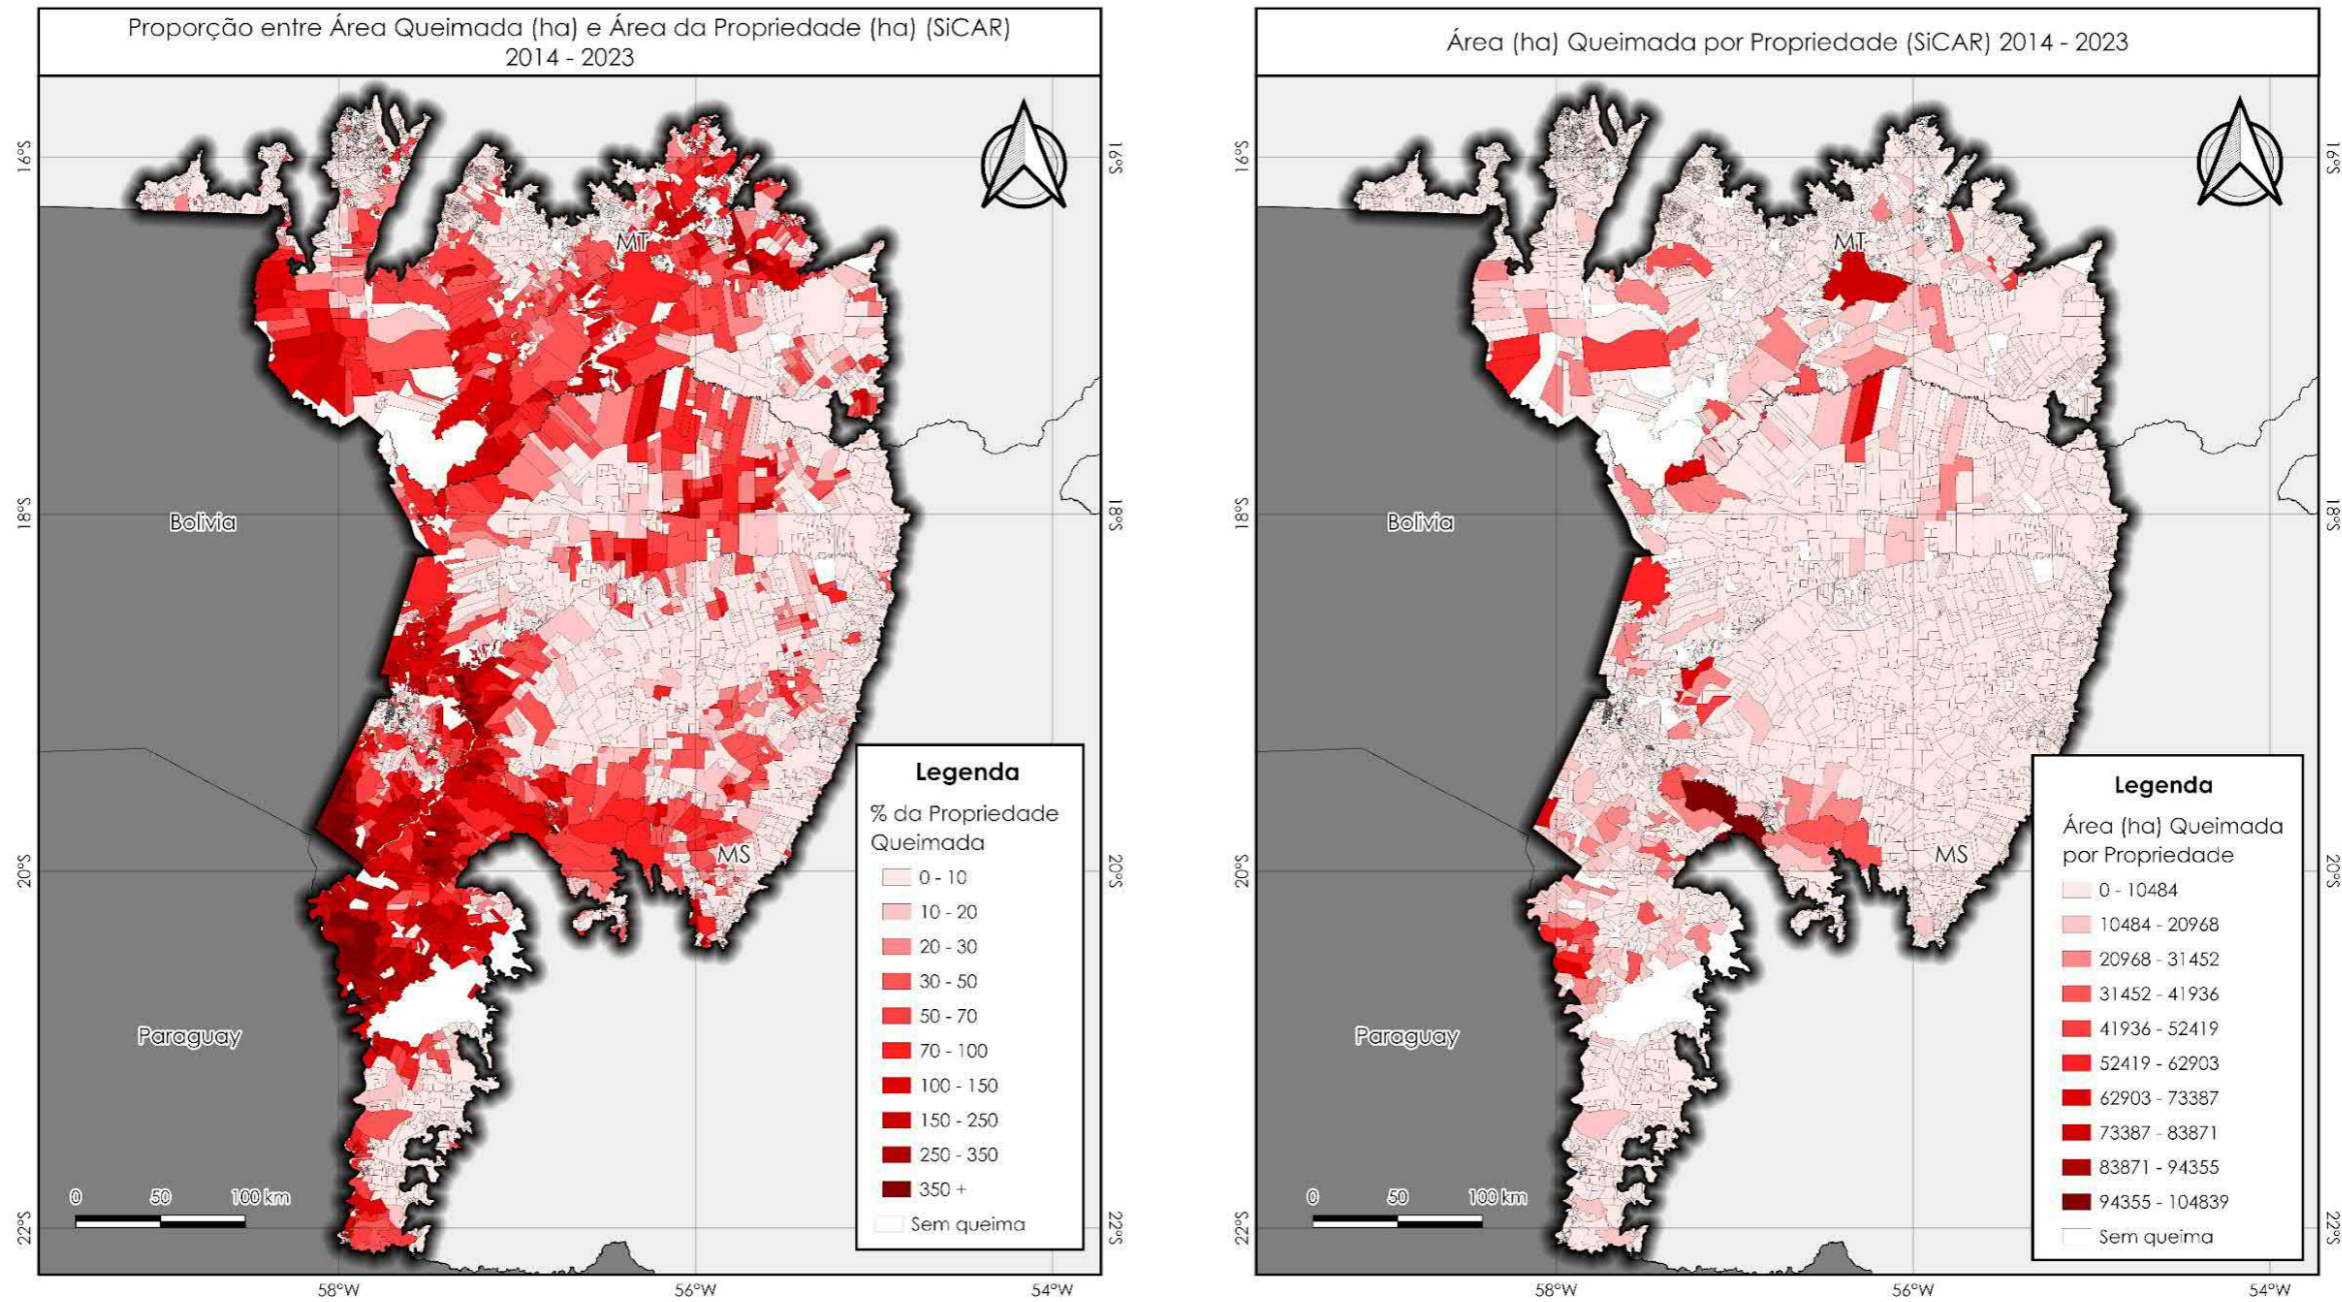 Proporção entre Área Queimada (ha) e Área da Propriedade (ha) (SiCAR)
2014 - 2023
16°S
16°S
MT
18°S
18°S
Bolivia
20°S
20°S
MS
Paraguay
22°S
22°S
0 50 100 km
58°W 56°W 54°W
Legenda
% da Propriedade
Queimada
0 - 10
10 - 20
20 - 30
30 - 50
50 - 70
70 - 100
100 - 150
150 - 250
250 - 350
350 +
Sem queima
Área (ha) Queimada por Propriedade (SiCAR) 2014 - 2023
16°S
MT
18°S
18°S
Bolivia
20°S
20°S
MS
Paraguay
22°S
22°S
0 50 100 km
58°W 56°W 54°W
Legenda
Área (ha) Queimada
por Propriedade
0 - 10484
10484 - 20968
20968 - 31452
31452 - 41936
41936 - 52419
52419 - 62903
62903 - 73387
73387 - 83871
83871 - 94355
94355 - 104839
Sem queima
16°S